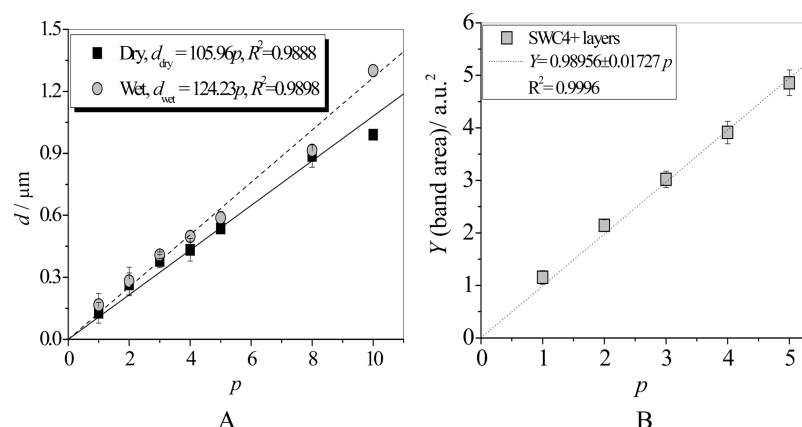 1.5
1.2
0.9
0.6
0.3
0.0
d / μm
Dry, d_dry = 105.96p, R²=0.9888
Wet, d_wet = 124.23p, R²=0.9898
0 2 4 6 8 10
p
A
6
5
4
3
2
1
0
Y (band area)/ a.u.²
SWC4+ layers
Y= 0.98956±0.01727 p
R²=0.9996
0 1 2 3 4 5
p
B